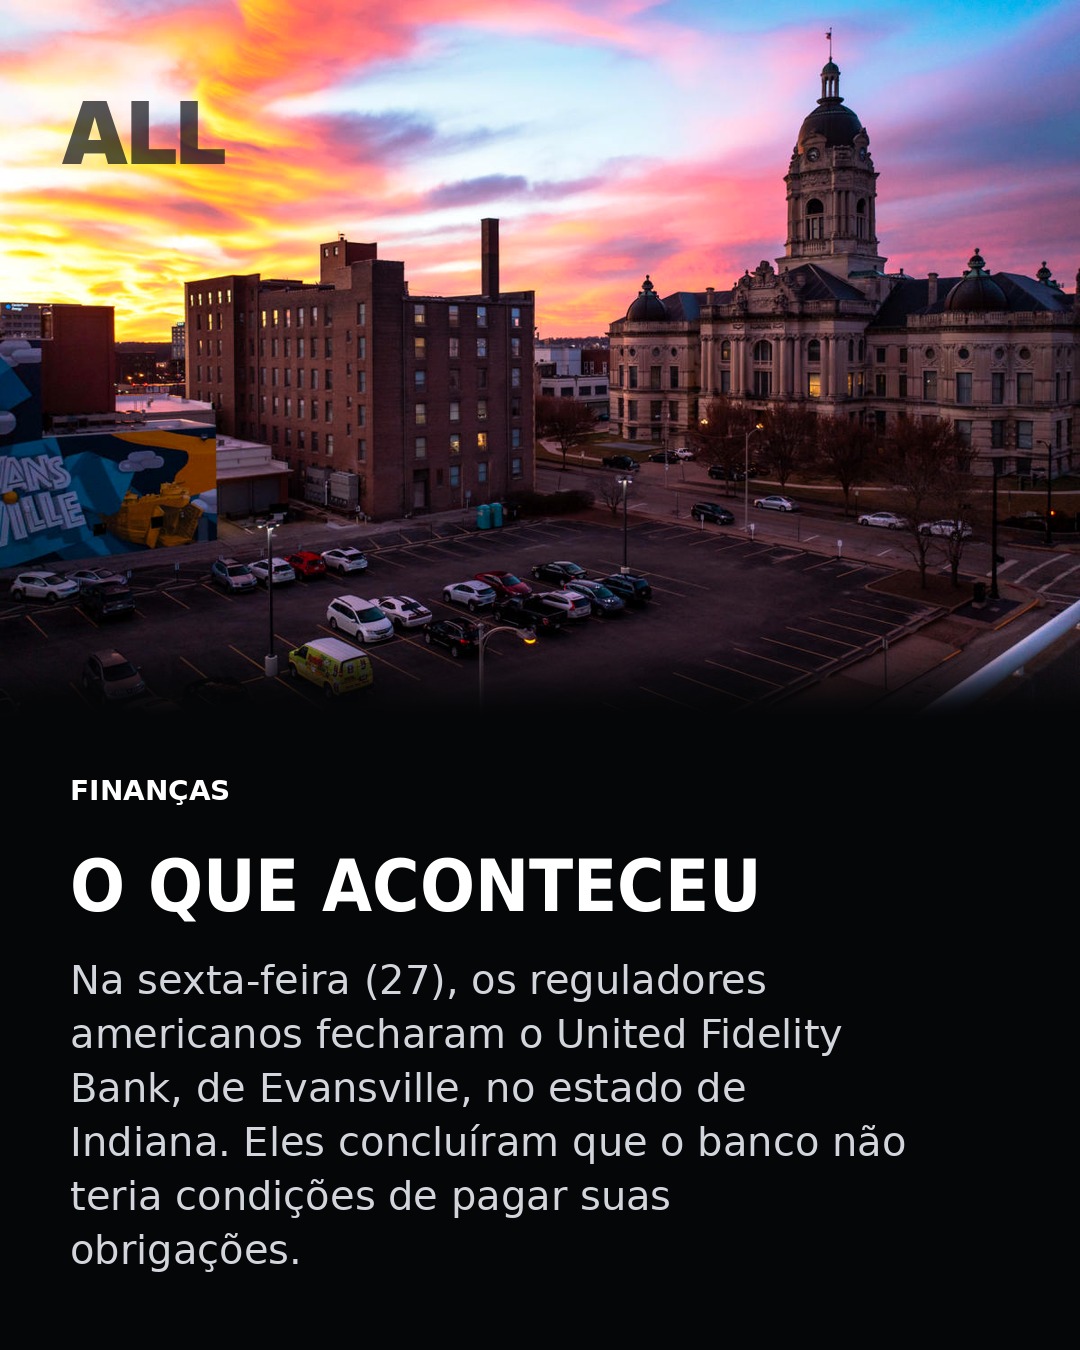 ALL
VANS
VILLE
FINANÇAS
O QUE ACONTECEU
Na sexta-feira (27), os reguladores
americanos fecharam o United Fidelity
Bank, de Evansville, no estado de
Indiana. Eles concluíram que o banco não
teria condições de pagar suas
obrigações.